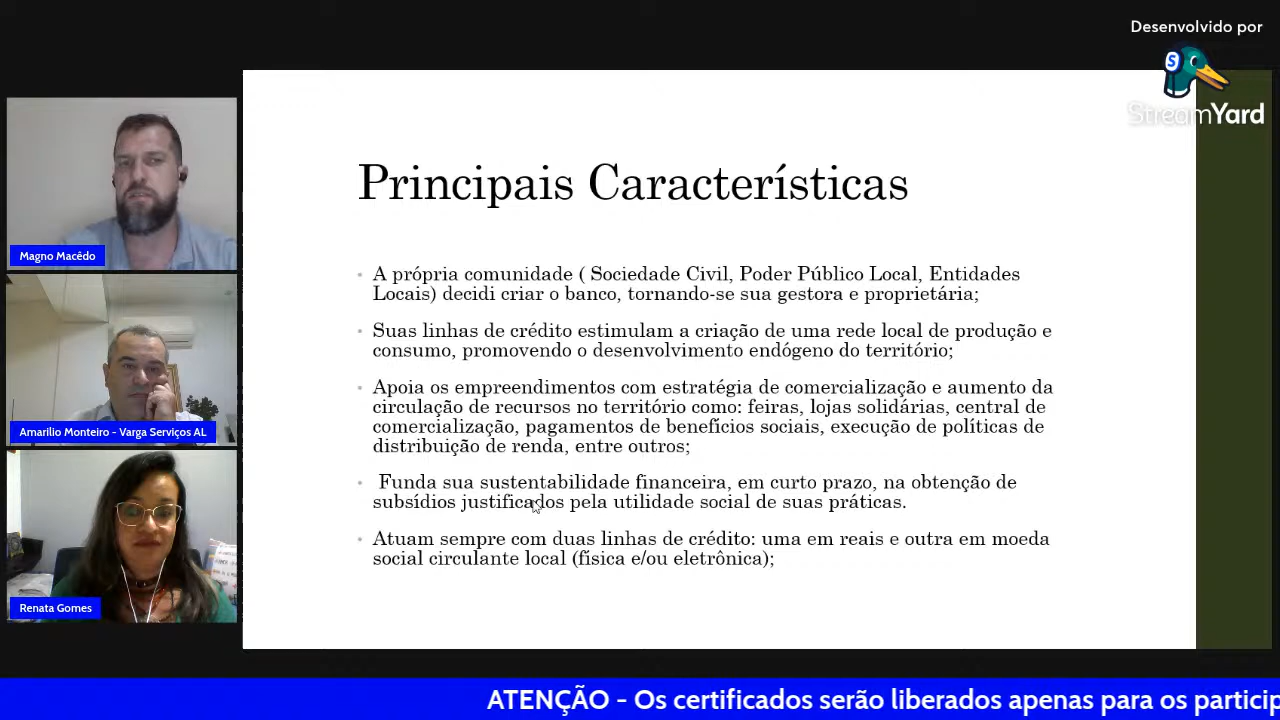 Desenvolvido por
StreamYard
Principais Características
• A própria comunidade ( Sociedade Civil, Poder Público Local, Entidades
Locais) decidi criar o banco, tornando-se sua gestora e proprietária;
• Suas linhas de crédito estimulam a criação de uma rede local de produção e
consumo, promovendo o desenvolvimento endógeno do território;
• Apoia os empreendimentos com estratégia de comercialização e aumento da
circulação de recursos no território como: feiras, lojas solidárias, central de
comercialização, pagamentos de benefícios sociais, execução de políticas de
distribuição de renda, entre outros;
• Funda sua sustentabilidade financeira, em curto prazo, na obtenção de
subsídios justificados pela utilidade social de suas práticas.
• Atuam sempre com duas linhas de crédito: uma em reais e outra em moeda
social circulante local (física e/ou eletrônica);
Magno Macêdo
Amarilio Monteiro - Varga Serviços AL
Renata Gomes
ATENÇÃO - Os certificados serão liberados apenas para os particip